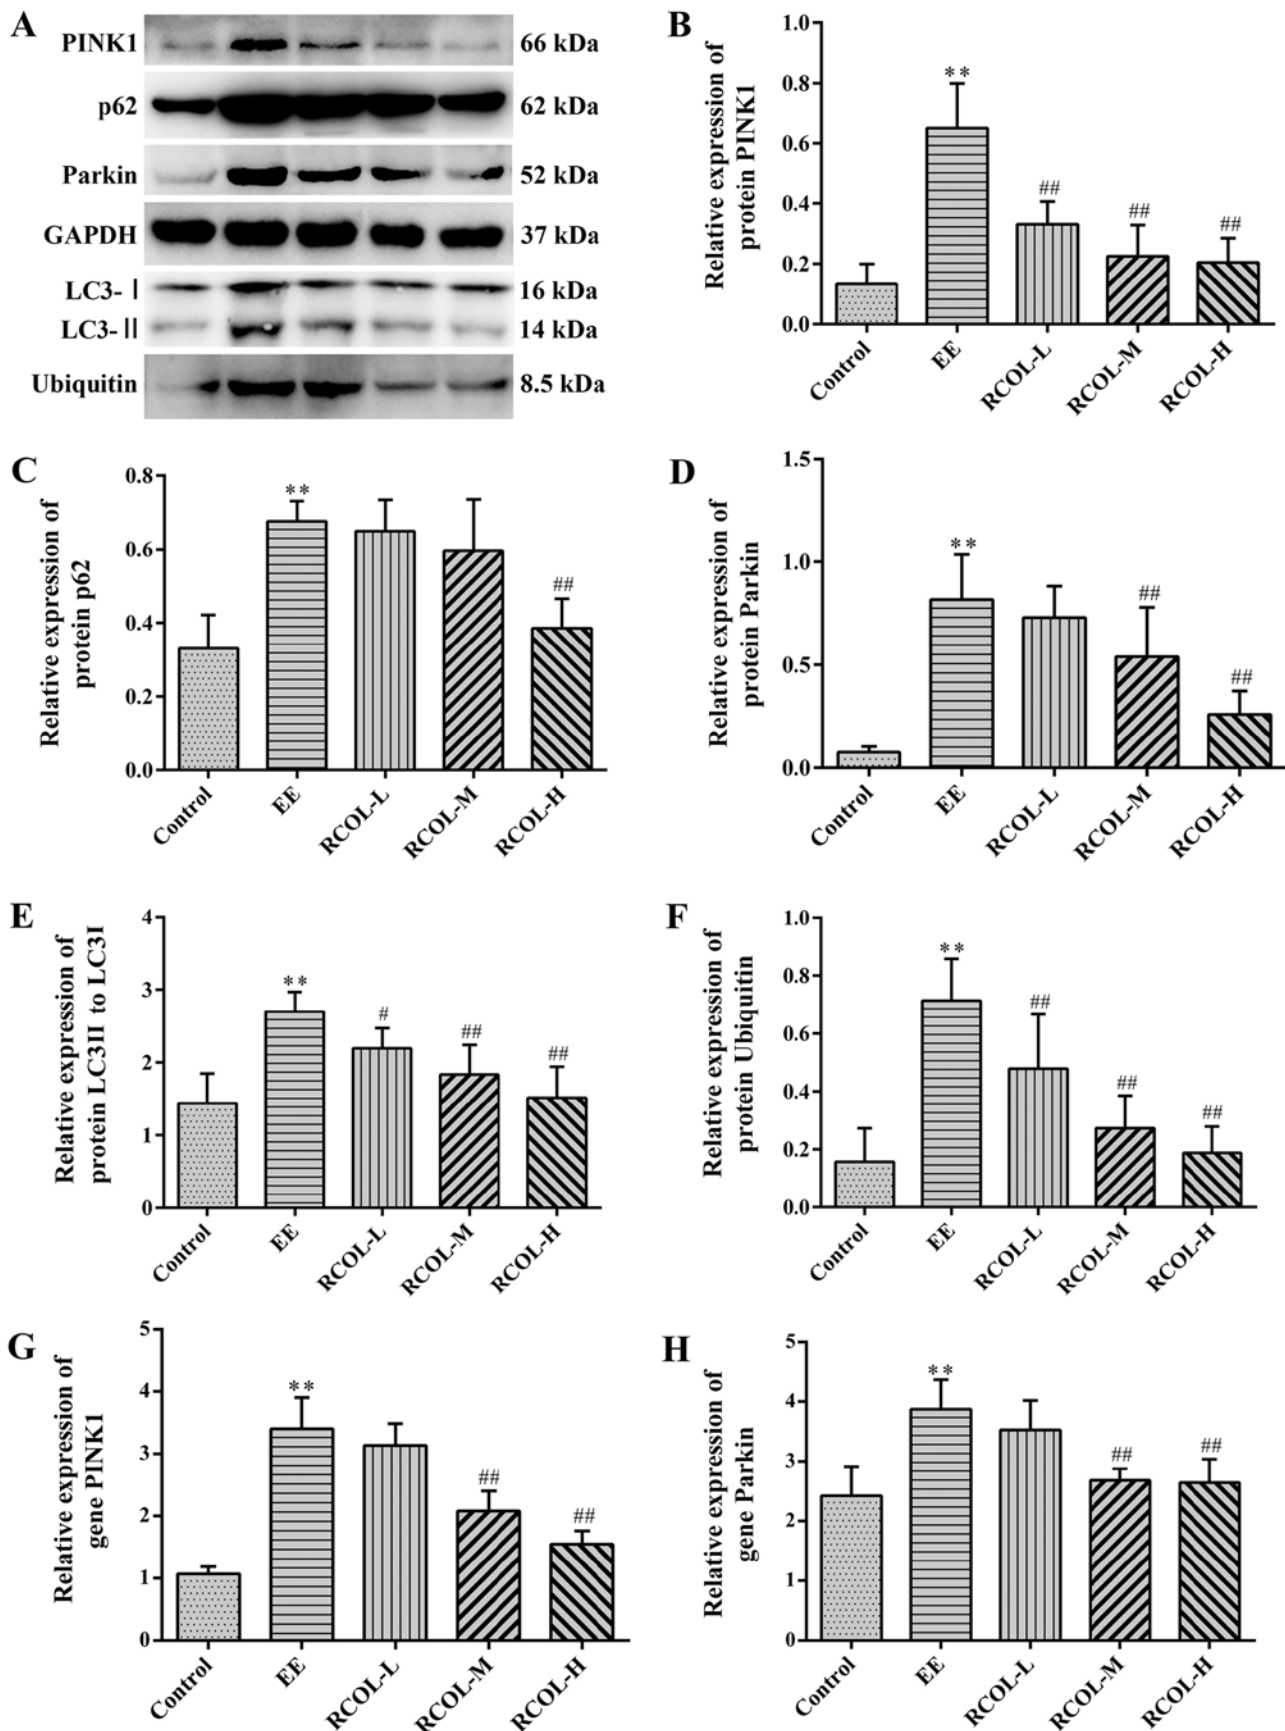 A
PINK1 66 kDa
p62 62 kDa
Parkin 52 kDa
GAPDH 37 kDa
LC3- I 16 kDa
LC3- II 14 kDa
Ubiquitin 8.5 kDa
B
Relative expression of
protein PINK1
1.0
0.8
0.6
0.4
0.2
0.0
**
##
##
##
Control
EE
RCOL-L
RCOL-M
RCOL-H
C
Relative expression of
protein p62
0.8
0.6
0.4
0.2
0.0
**
##
Control
EE
RCOL-L
RCOL-M
RCOL-H
D
Relative expression of
protein Parkin
1.5
1.0
0.5
0.0
**
##
##
Control
EE
RCOL-L
RCOL-M
RCOL-H
E
Relative expression of
protein LC3II to LC3I
4
3
2
1
0
**
#
##
##
Control
EE
RCOL-L
RCOL-M
RCOL-H
F
Relative expression of
protein Ubiquitin
1.0
0.8
0.6
0.4
0.2
0.0
**
##
##
##
Control
EE
RCOL-L
RCOL-M
RCOL-H
G
Relative expression of
gene PINK1
5
4
3
2
1
0
**
##
##
Control
EE
RCOL-L
RCOL-M
RCOL-H
H
Relative expression of
gene Parkin
5
4
3
2
1
0
**
##
##
Control
EE
RCOL-L
RCOL-M
RCOL-H